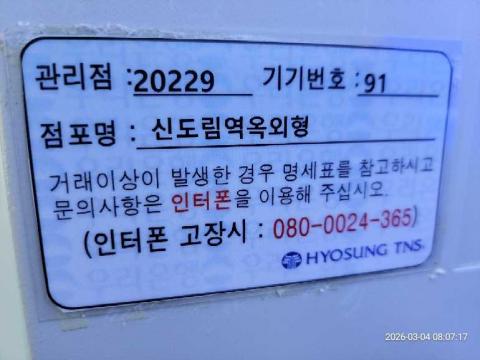 관리점 :20229 기기번호 :91
점포명 : 신도림역옥외형
거래이상이 발생한 경우 명세표를 참고하시고
문의사항은 인터폰을 이용해 주십시오.
(인터폰 고장시 : 080-0024-365)
HYOSUNG TNS
2026-03-04 08:07:17